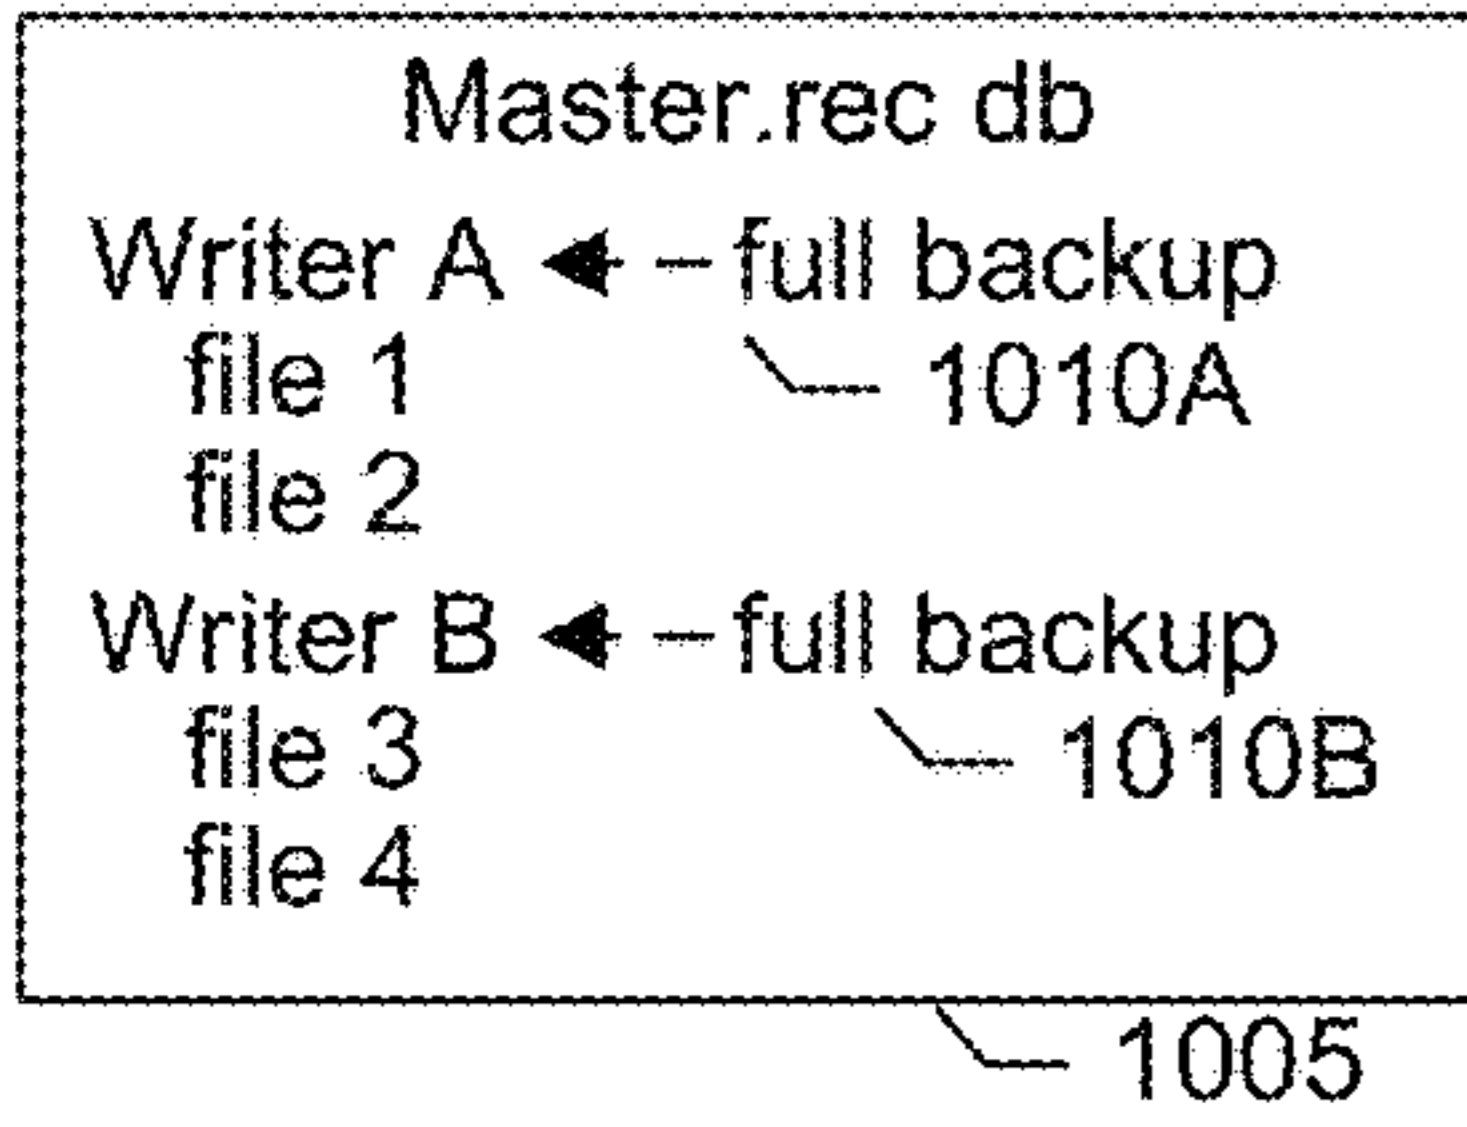 Master.rec db
Writer A full backup
file 1 1010A
file 2
Writer B full backup
file 3 1010B
file 4
1005